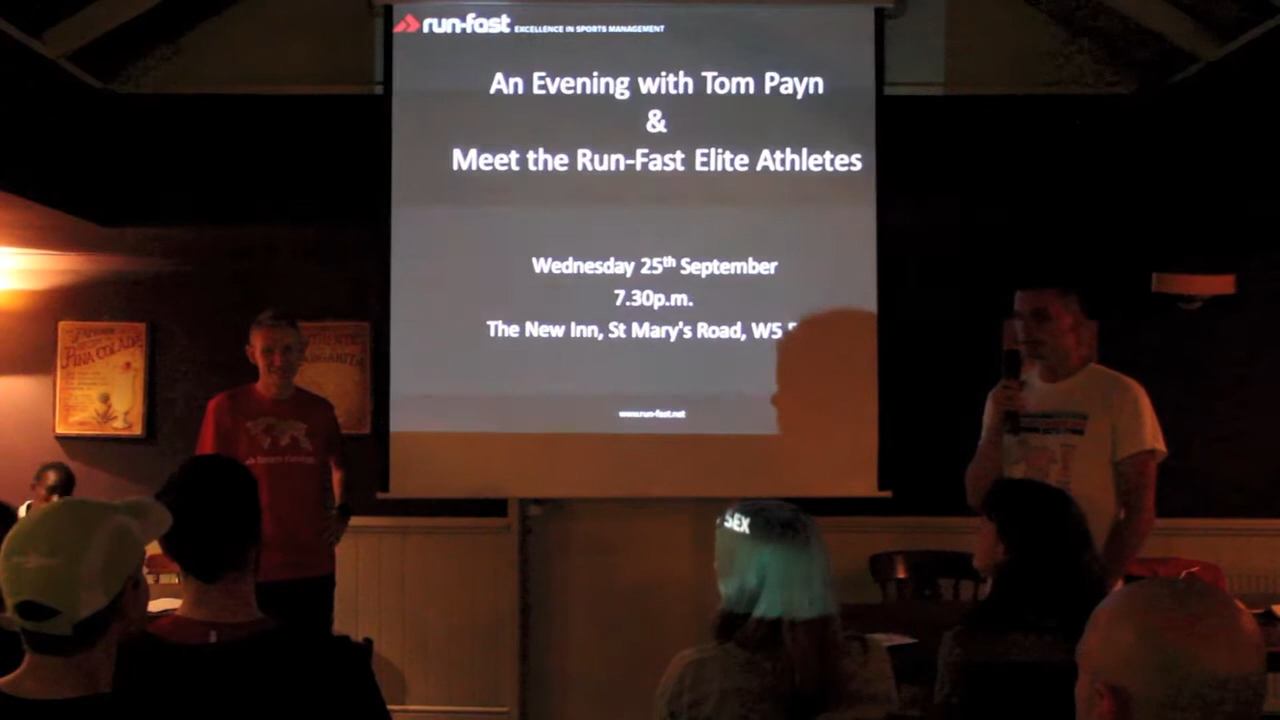 run-fast EXCELLENCE IN SPORTS MANAGEMENT
An Evening with Tom Payn
&
Meet the Run-Fast Elite Athletes
Wednesday 25th September
7.30p.m.
The New Inn, St Mary's Road, W5
www.run-fast.net
PINA COLADA
SEX